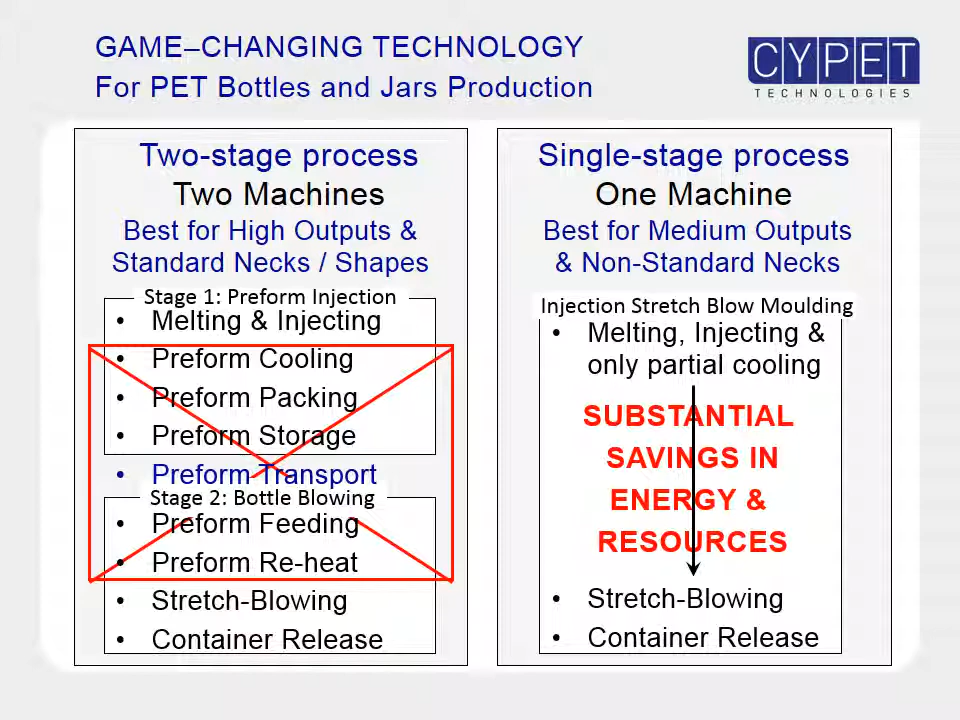 GAME–CHANGING TECHNOLOGY
For PET Bottles and Jars Production
CYPET
TECHNOLOGIES
Two-stage process
Two Machines
Best for High Outputs &
Standard Necks / Shapes
Stage 1: Preform Injection
• Melting & Injecting
• Preform Cooling
• Preform Packing
• Preform Storage
• Preform Transport
Stage 2: Bottle Blowing
• Preform Feeding
• Preform Re-heat
• Stretch-Blowing
• Container Release
Single-stage process
One Machine
Best for Medium Outputs
& Non-Standard Necks
Injection Stretch Blow Moulding
• Melting, Injecting &
only partial cooling
SUBSTANTIAL
SAVINGS IN
ENERGY &
RESOURCES
• Stretch-Blowing
• Container Release